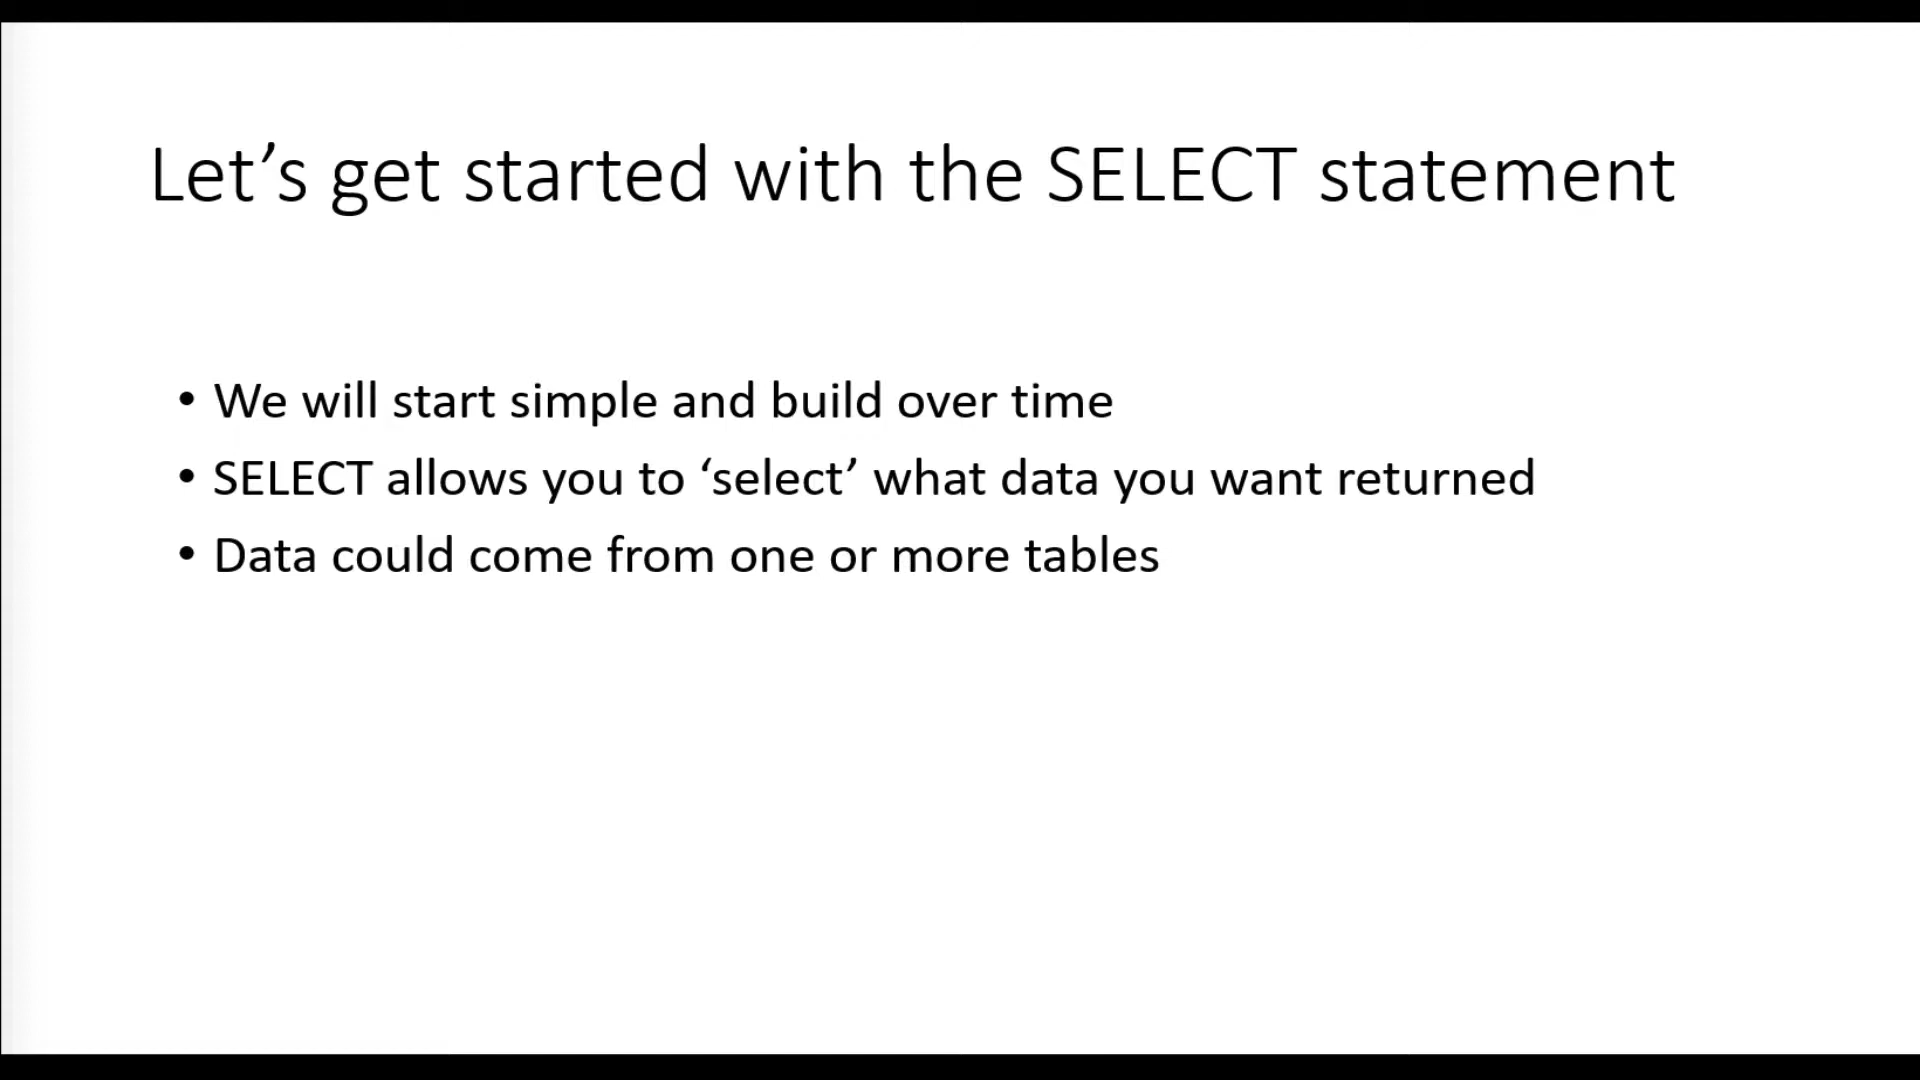 Let’s get started with the SELECT statement
• We will start simple and build over time
• SELECT allows you to ‘select’ what data you want returned
• Data could come from one or more tables